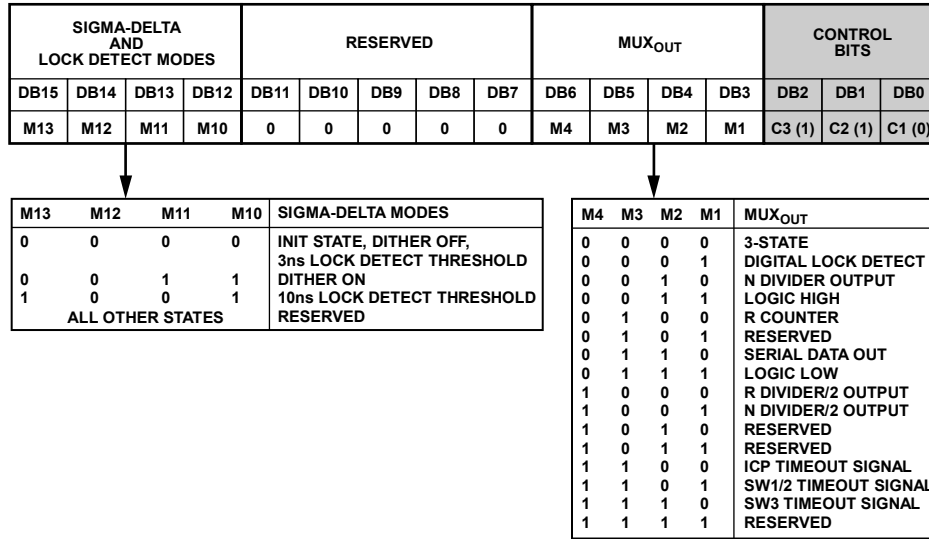 SIGMA-DELTA AND LOCK DETECT MODES RESERVED MUXOUT CONTROL BITS
DB15 DB14 DB13 DB12 DB11 DB10 DB9 DB8 DB7 DB6 DB5 DB4 DB3 DB2 DB1 DB0
M13 M12 M11 M10 0 0 0 0 0 M4 M3 M2 M1 C3 (1) C2 (1) C1 (0)
M13 M12 M11 M10 SIGMA-DELTA MODES
0 0 0 0 INIT STATE, DITHER OFF,
3ns LOCK DETECT THRESHOLD
0 0 1 1 DITHER ON
1 0 0 1 10ns LOCK DETECT THRESHOLD
ALL OTHER STATES RESERVED
M4 M3 M2 M1 MUXOUT
0 0 0 0 3-STATE
0 0 0 1 DIGITAL LOCK DETECT
0 0 1 0 N DIVIDER OUTPUT
0 0 1 1 LOGIC HIGH
0 1 0 0 R COUNTER
0 1 0 1 RESERVED
0 1 1 0 SERIAL DATA OUT
0 1 1 1 LOGIC LOW
1 0 0 0 R DIVIDER/2 OUTPUT
1 0 0 1 N DIVIDER/2 OUTPUT
1 0 1 0 RESERVED
1 0 1 1 RESERVED
1 1 0 0 ICP TIMEOUT SIGNAL
1 1 0 1 SW1/2 TIMEOUT SIGNAL
1 1 1 0 SW3 TIMEOUT SIGNAL
1 1 1 1 RESERVED